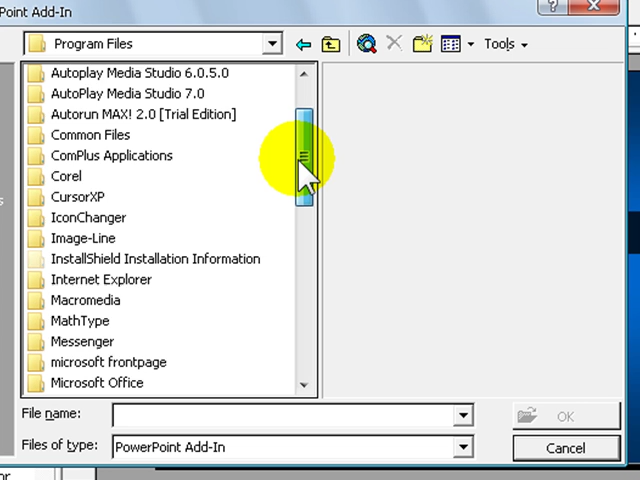 Point Add-In
Program Files
Tools
Autoplay Media Studio 6.0.5.0
AutoPlay Media Studio 7.0
Autorun MAX! 2.0 [Trial Edition]
Common Files
ComPlus Applications
Corel
CursorXP
IconChanger
Image-Line
InstallShield Installation Information
Internet Explorer
Macromedia
MathType
Messenger
microsoft frontpage
Microsoft Office
File name:
OK
Files of type:
PowerPoint Add-In
Cancel